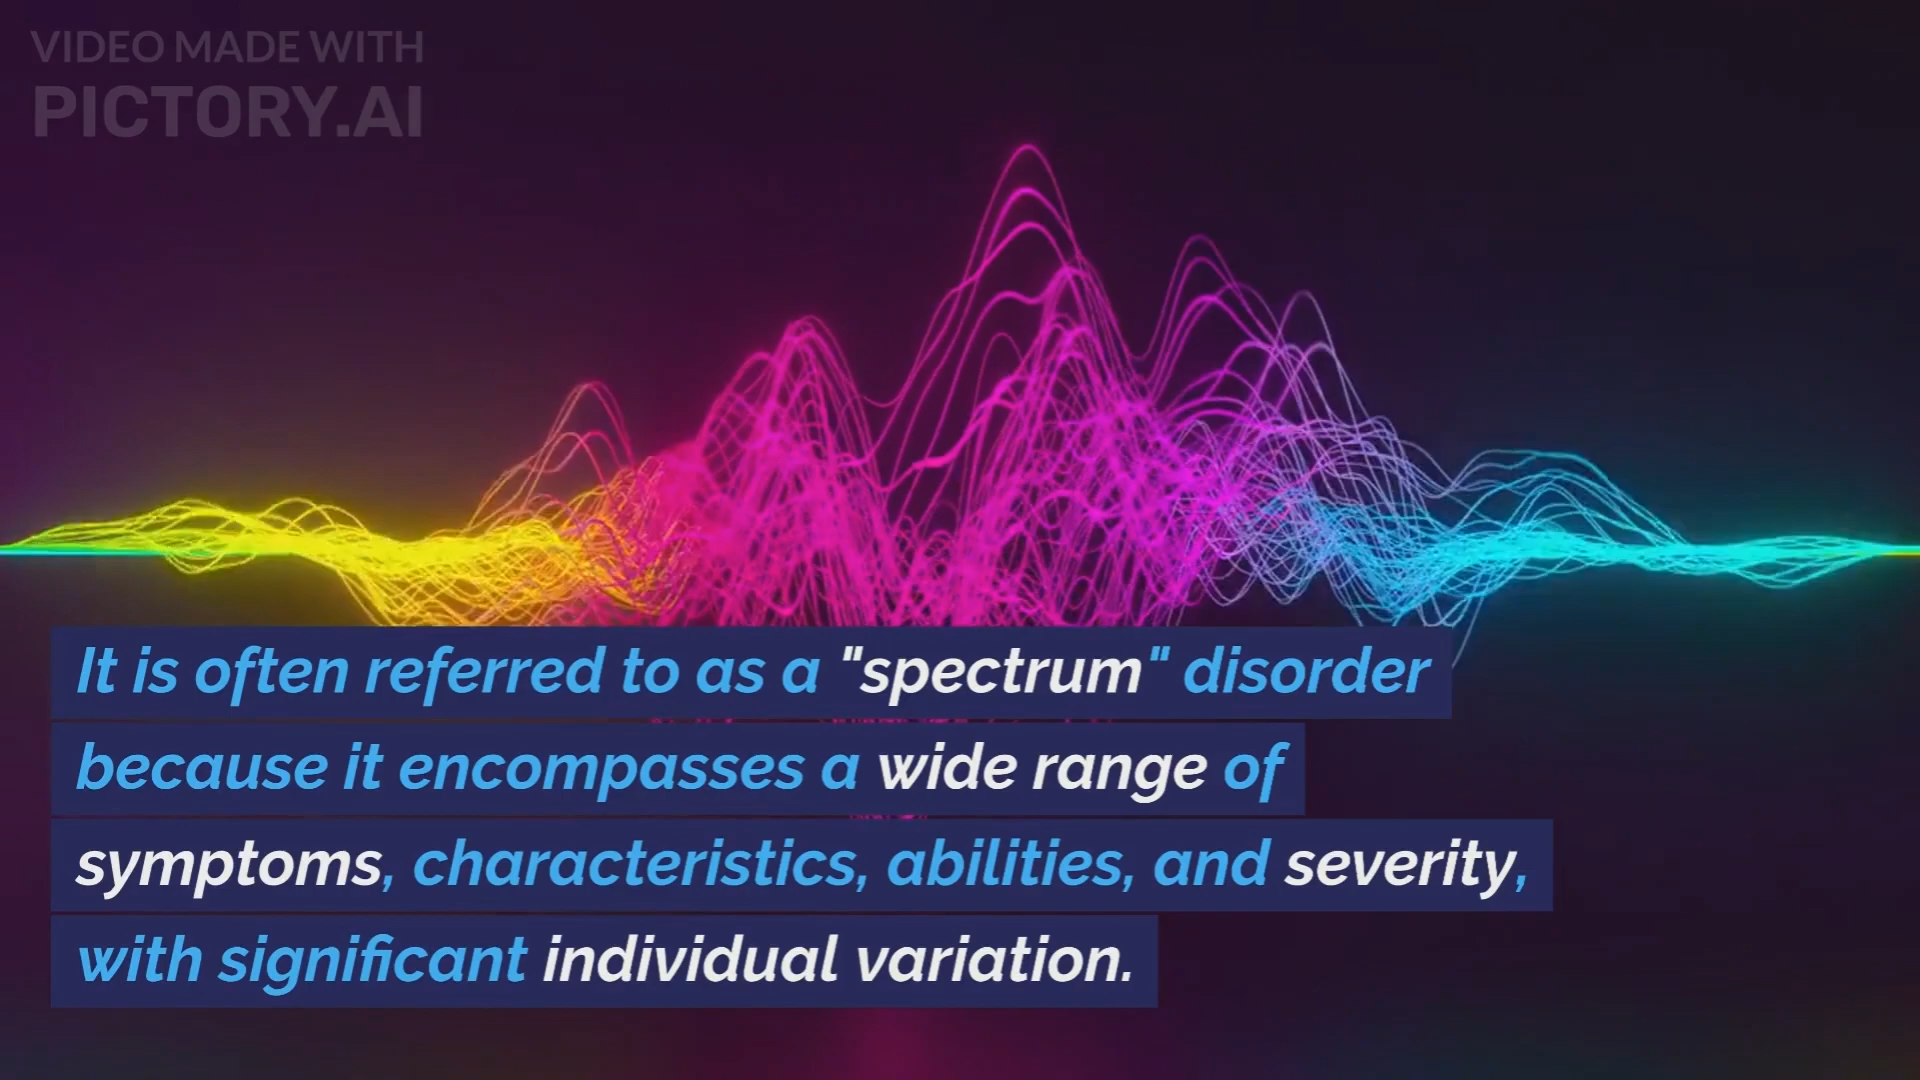 VIDEO MADE WITH
PICTORY.AI
It is often referred to as a "spectrum" disorder
because it encompasses a wide range of
symptoms, characteristics, abilities, and severity,
with significant individual variation.